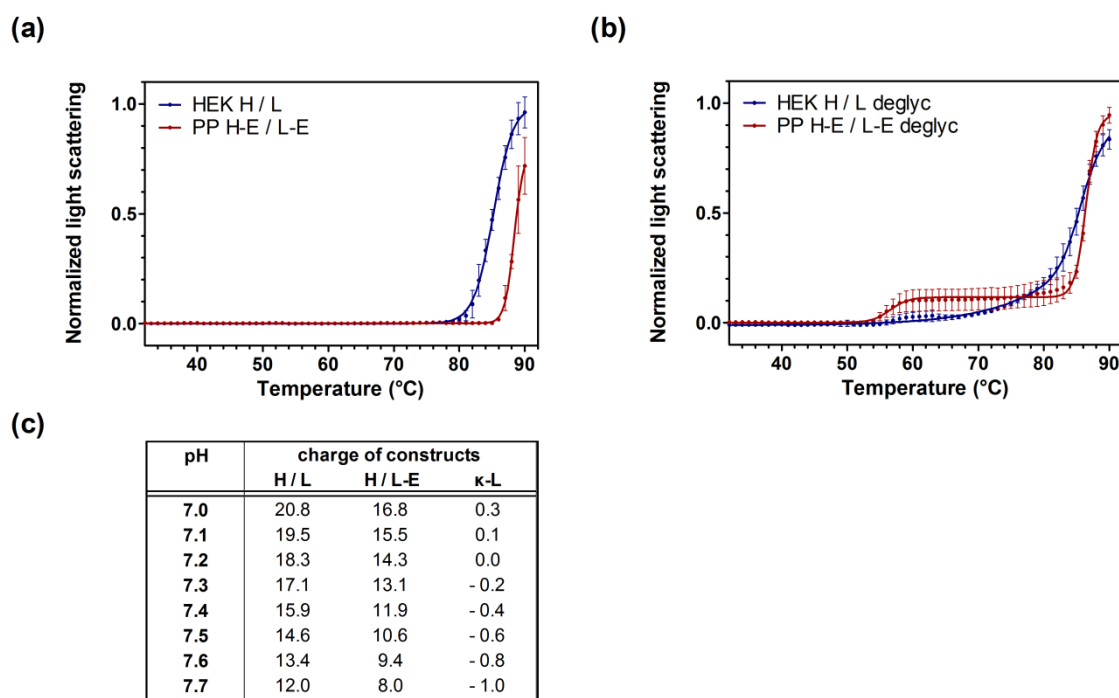 (a)
Normalized light scattering
1.0
0.5
0.0
HEK H / L
PP H-E / L-E
40 50 60 70 80 90
Temperature (°C)
(b)
Normalized light scattering
1.0
0.5
0.0
HEK H / L deglyc
PP H-E / L-E deglyc
40 50 60 70 80 90
Temperature (°C)
(c)
pH charge of constructs
H / L H / L-E κ-L
7.0 20.8 16.8 0.3
7.1 19.5 15.5 0.1
7.2 18.3 14.3 0.0
7.3 17.1 13.1 - 0.2
7.4 15.9 11.9 - 0.4
7.5 14.6 10.6 - 0.6
7.6 13.4 9.4 - 0.8
7.7 12.0 8.0 - 1.0